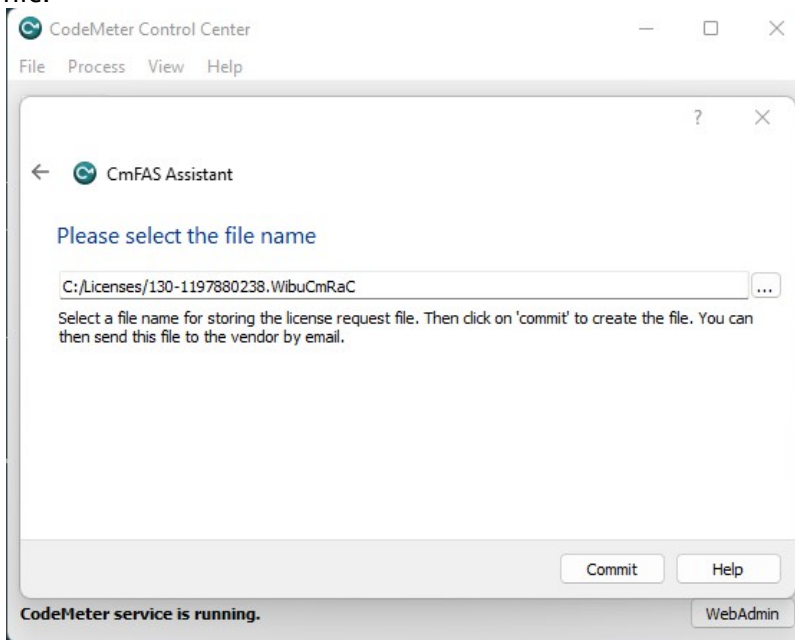 file.
CodeMeter Control Center
File Process View Help
?
CmFAS Assistant
Please select the file name
C:/Licenses/130-1197880238.WibuCmRaC
...
Select a file name for storing the license request file. Then click on 'commit' to create the file. You can
then send this file to the vendor by email.
Commit Help
CodeMeter service is running.
WebAdmin